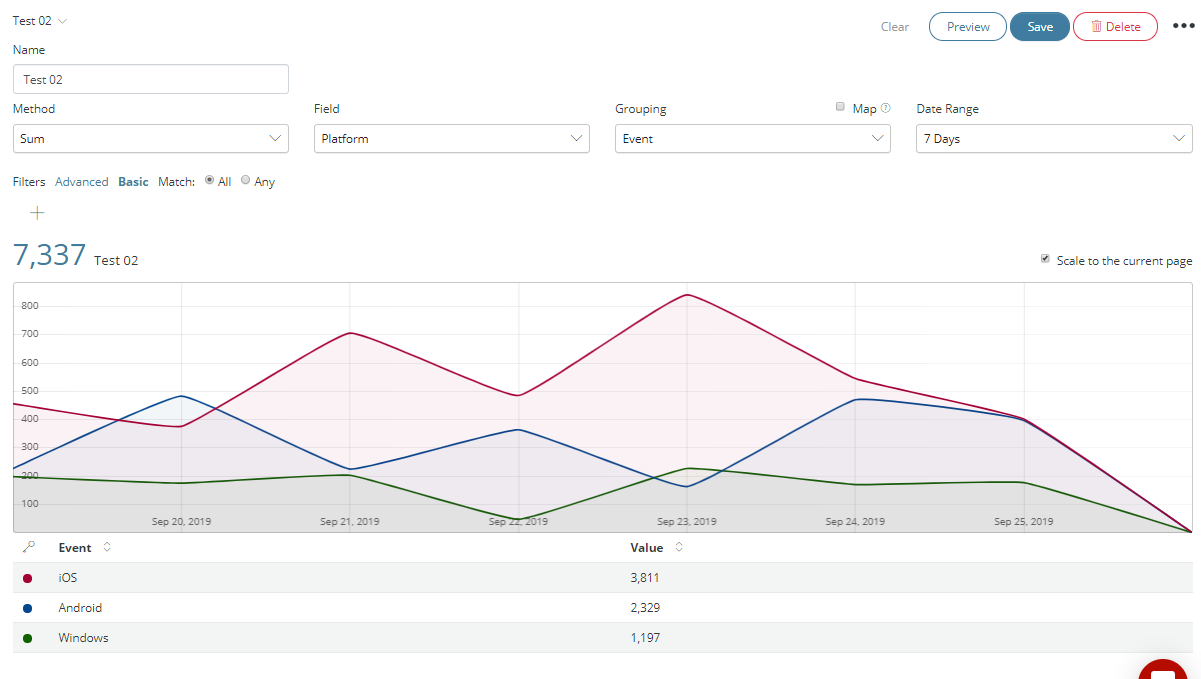 Test 02
Clear Preview Save Delete
Name
Test 02
Method Field Grouping Map Date Range
Sum Platform Event 7 Days
Filters Advanced Basic Match: All Any
7,337 Test 02 Scale to the current page
800
700
600
500
400
300
200
100
Sep 20, 2019 Sep 21, 2019 Sep 22, 2019 Sep 23, 2019 Sep 24, 2019 Sep 25, 2019
Event Value
iOS 3,811
Android 2,329
Windows 1,197